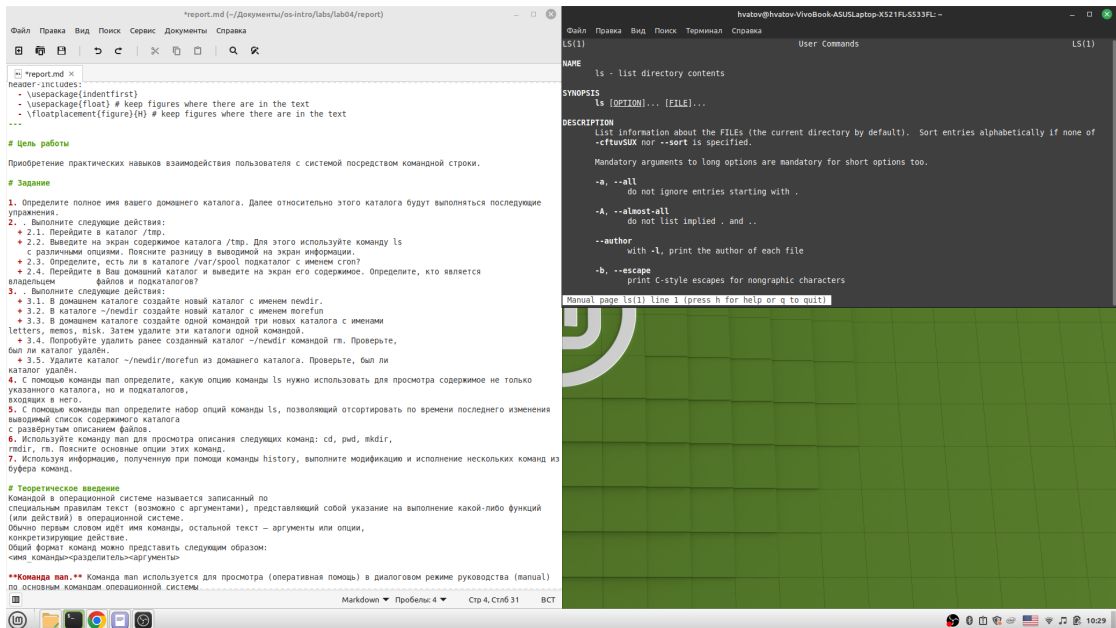 *report.md (~/Документы/os-intro/labs/lab04/report)
Файл Правка Вид Поиск Сервис Документы Справка
*report.md ×
header-includes:
- \usepackage{indentfirst}
- \usepackage{float} # keep figures where there are in the text
- \floatplacement{figure}{H} # keep figures where there are in the text
---
# Цель работы
Приобретение практических навыков взаимодействия пользователя с системой посредством командной строки.
# Задание
1. Определите полное имя вашего домашнего каталога. Далее относительно этого каталога будут выполняться последующие
упражнения.
2. . Выполните следующие действия:
+ 2.1. Перейдите в каталог /tmp.
+ 2.2. Выведите на экран содержимое каталога /tmp. Для этого используйте команду ls
с различными опциями. Поясните разницу в выводимой на экран информации.
+ 2.3. Определите, есть ли в каталоге /var/spool подкаталог с именем cron?
+ 2.4. Перейдите в Ваш домашний каталог и выведите на экран его содержимое. Определите, кто является
владельцем файлов и подкаталогов?
3. . Выполните следующие действия:
+ 3.1. В домашнем каталоге создайте новый каталог с именем newdir.
+ 3.2. В каталоге ~/newdir создайте новый каталог с именем morefun
+ 3.3. В домашнем каталоге создайте одной командой три новых каталога с именами
letters, memos, misk. Затем удалите эти каталоги одной командой.
+ 3.4. Попробуйте удалить ранее созданный каталог ~/newdir командой rm. Проверьте,
был ли каталог удалён.
+ 3.5. Удалите каталог ~/newdir/morefun из домашнего каталога. Проверьте, был ли
каталог удалён.
4. С помощью команды man определите, какую опцию команды ls нужно использовать для просмотра содержимое не только
указанного каталога, но и подкаталогов,
входящих в него.
5. С помощью команды man определите набор опций команды ls, позволяющий отсортировать по времени последнего изменения
выводимый список содержимого каталога
с развёрнутым описанием файлов.
6. Используйте команду man для просмотра описания следующих команд: cd, pwd, mkdir,
rmdir, rm. Поясните основные опции этих команд.
7. Используя информацию, полученную при помощи команды history, выполните модификацию и исполнение нескольких команд из
буфера команд.
# Теоретическое введение
Командой в операционной системе называется записанный по
специальным правилам текст (возможно с аргументами), представляющий собой указание на выполнение какой-либо функций
(или действий) в операционной системе.
Обычно первым словом идёт имя команды, остальной текст — аргументы или опции,
конкретизирующие действие.
Общий формат команд можно представить следующим образом:
<имя_команды><разделитель><аргументы>
**Команда man.** Команда man используется для просмотра (оперативная помощь) в диалоговом режиме руководства (manual)
по основным командам операционной системы
Markdown Пробелы: 4 Стр 4, Стлб 31 ВСТ
hvatov@hvatov-VivoBook-ASUSLaptop-X521FL-S533FL: ~
Файл Правка Вид Поиск Терминал Справка
LS(1) User Commands LS(1)
NAME
ls - list directory contents
SYNOPSIS
ls [OPTION]... [FILE]...
DESCRIPTION
List information about the FILEs (the current directory by default). Sort entries alphabetically if none of
-cftuvSUX nor --sort is specified.
Mandatory arguments to long options are mandatory for short options too.
-a, --all
do not ignore entries starting with .
-A, --almost-all
do not list implied . and ..
--author
with -l, print the author of each file
-b, --escape
print C-style escapes for nongraphic characters
Manual page ls(1) line 1 (press h for help or q to quit)
10:29